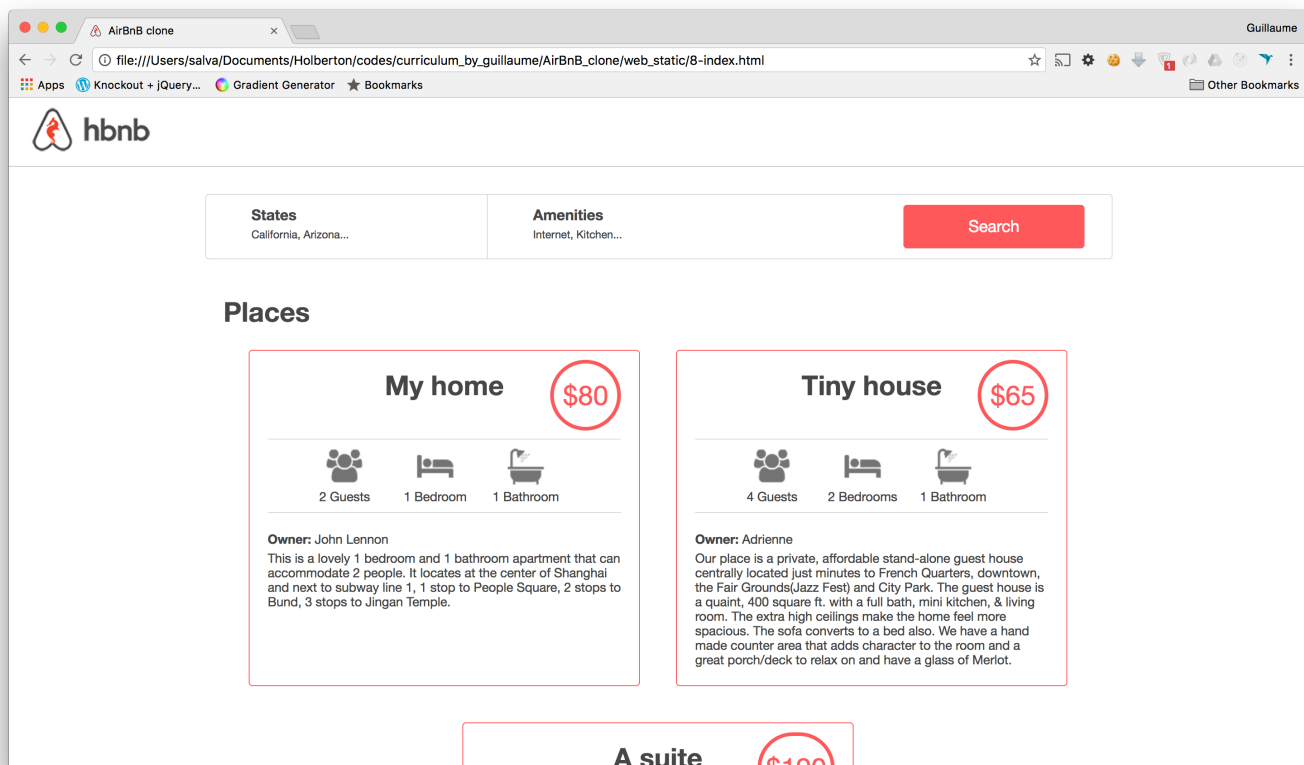 AirBnB clone
Guillaume
file:///Users/salva/Documents/Holberton/codes/curriculum_by_guillaume/AirBnB_clone/web_static/8-index.html
1
Apps Knockout + jQuery... Gradient Generator Bookmarks Other Bookmarks
hbnb
States
California, Arizona...
Amenities
Internet, Kitchen...
Search
Places
My home
$80
2 Guests 1 Bedroom 1 Bathroom
Owner: John Lennon
This is a lovely 1 bedroom and 1 bathroom apartment that can
accommodate 2 people. It locates at the center of Shanghai
and next to subway line 1, 1 stop to People Square, 2 stops to
Bund, 3 stops to Jingan Temple.
Tiny house
$65
4 Guests 2 Bedrooms 1 Bathroom
Owner: Adrienne
Our place is a private, affordable stand-alone guest house
centrally located just minutes to French Quarters, downtown,
the Fair Grounds(Jazz Fest) and City Park. The guest house is
a quaint, 400 square ft. with a full bath, mini kitchen, & living
room. The extra high ceilings make the home feel more
spacious. The sofa converts to a bed also. We have a hand
made counter area that adds character to the room and a
great porch/deck to relax on and have a glass of Merlot.
A suite